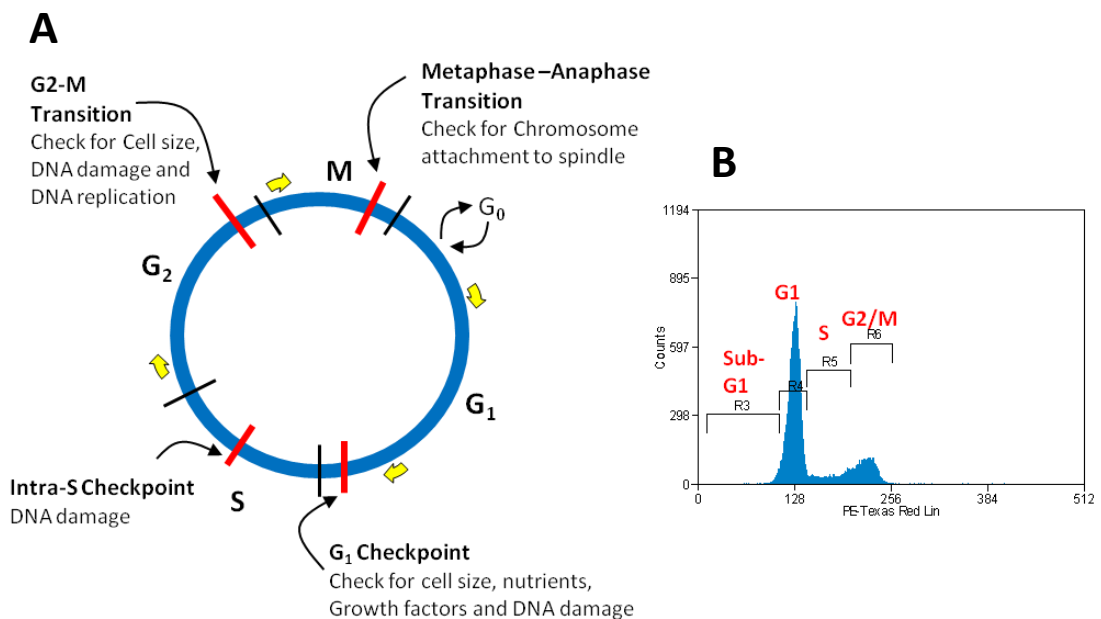 A
G2-M
Transition
Check for Cell size,
DNA damage and
DNA replication
Metaphase –Anaphase
Transition
Check for Chromosome
attachment to spindle
M
G₀
G₂
G₁
S
Intra-S Checkpoint
DNA damage
G₁ Checkpoint
Check for cell size, nutrients,
Growth factors and DNA damage
B
1194
895
597
298
0
Counts
Sub-
G1
R3
G1
R4
S
R5
G2/M
R6
0 128 256 384 512
PE-Texas Red Lin